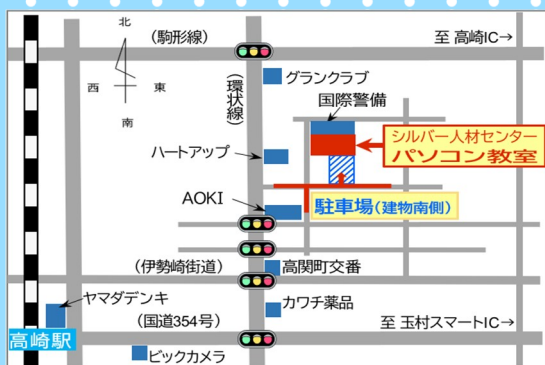 北
西
東
南
(駒形線)
至 高崎IC→
(環状線)
グランクラブ
国際警備
シルバー人材センター
パソコン教室
ハートアップ
AOKI
駐車場(建物南側)
(伊勢崎街道)
高関町交番
ヤマダデンキ
カワチ薬品
(国道354号)
至 玉村スマートIC→
高崎駅
ビックカメラ